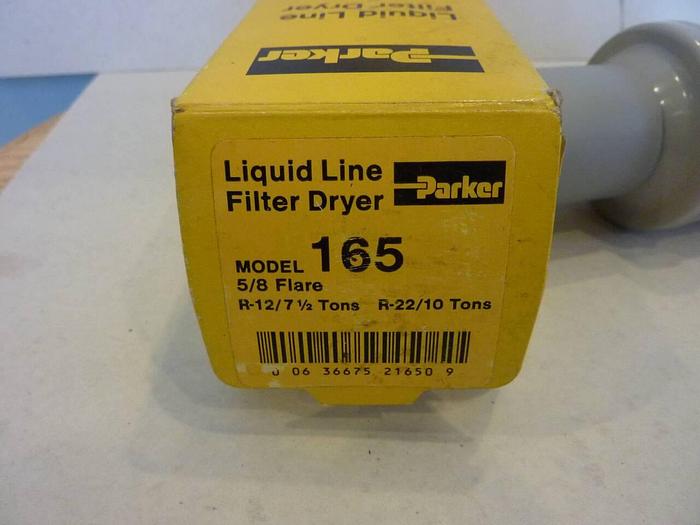 Liquid Line
Filter Dryer
Parker
Liquid Line
Filter Dryer
Parker
MODEL 165
5/8 Flare
R-12/7 ½ Tons R-22/10 Tons
0 06 36675 21650 9